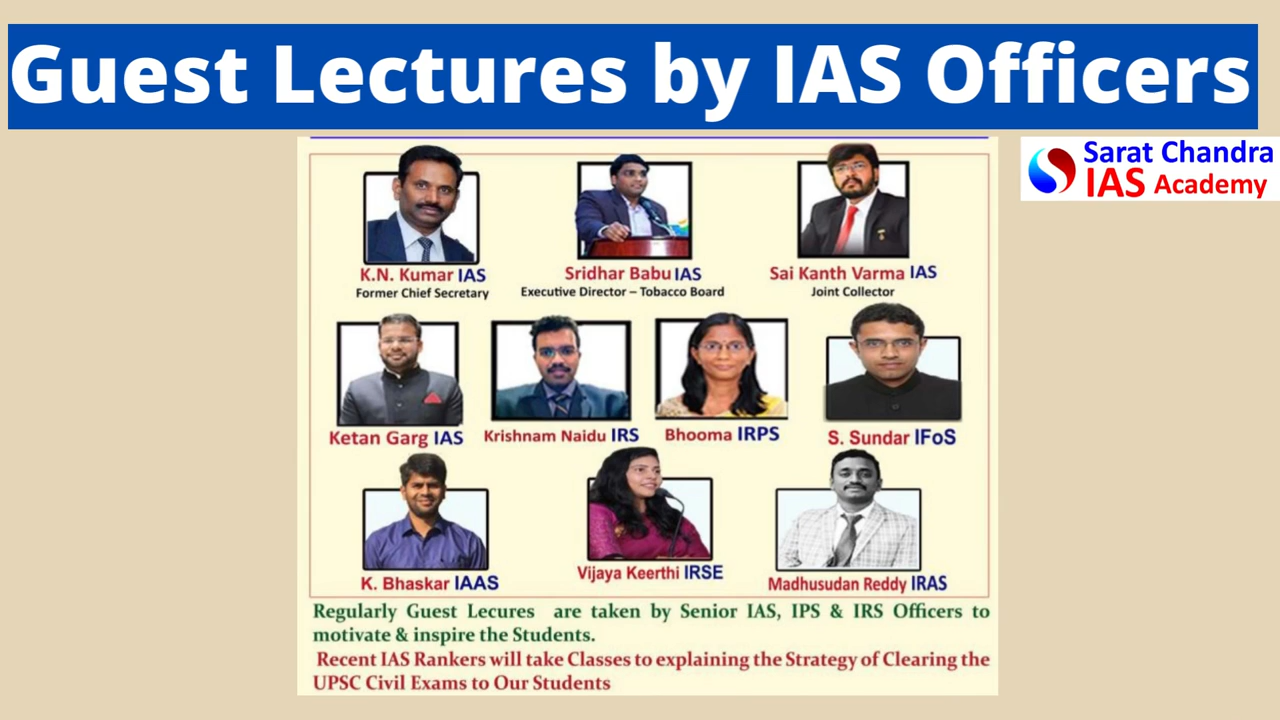 Guest Lectures by IAS Officers
Sarat Chandra
IAS Academy
K.N. Kumar IAS
Former Chief Secretary
Sridhar Babu IAS
Executive Director – Tobacco Board
Sai Kanth Varma IAS
Joint Collector
Ketan Garg IAS
Krishnam Naidu IRS
Bhooma IRPS
S. Sundar IFoS
K. Bhaskar IAAS
Vijaya Keerthi IRSE
Madhusudan Reddy IRAS
Regularly Guest Lecures are taken by Senior IAS, IPS & IRS Officers to
motivate & inspire the Students.
Recent IAS Rankers will take Classes to explaining the Strategy of Clearing the
UPSC Civil Exams to Our Students